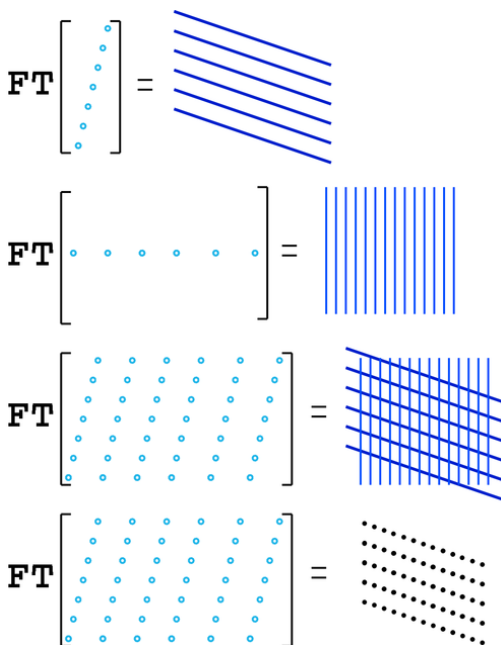 FT [ ] =
FT [ ] =
FT [ ] =
FT [ ] =